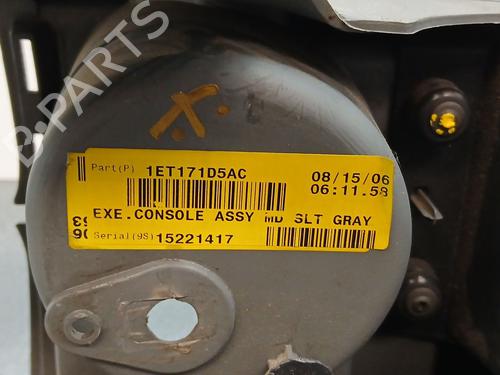 B-PARTS
X.
Part(P) 1ET171D5AC 08/15/06
06:11.58
EXE.CONSOLE ASSY MD SLT GRAY
Serial(9S) 15221417